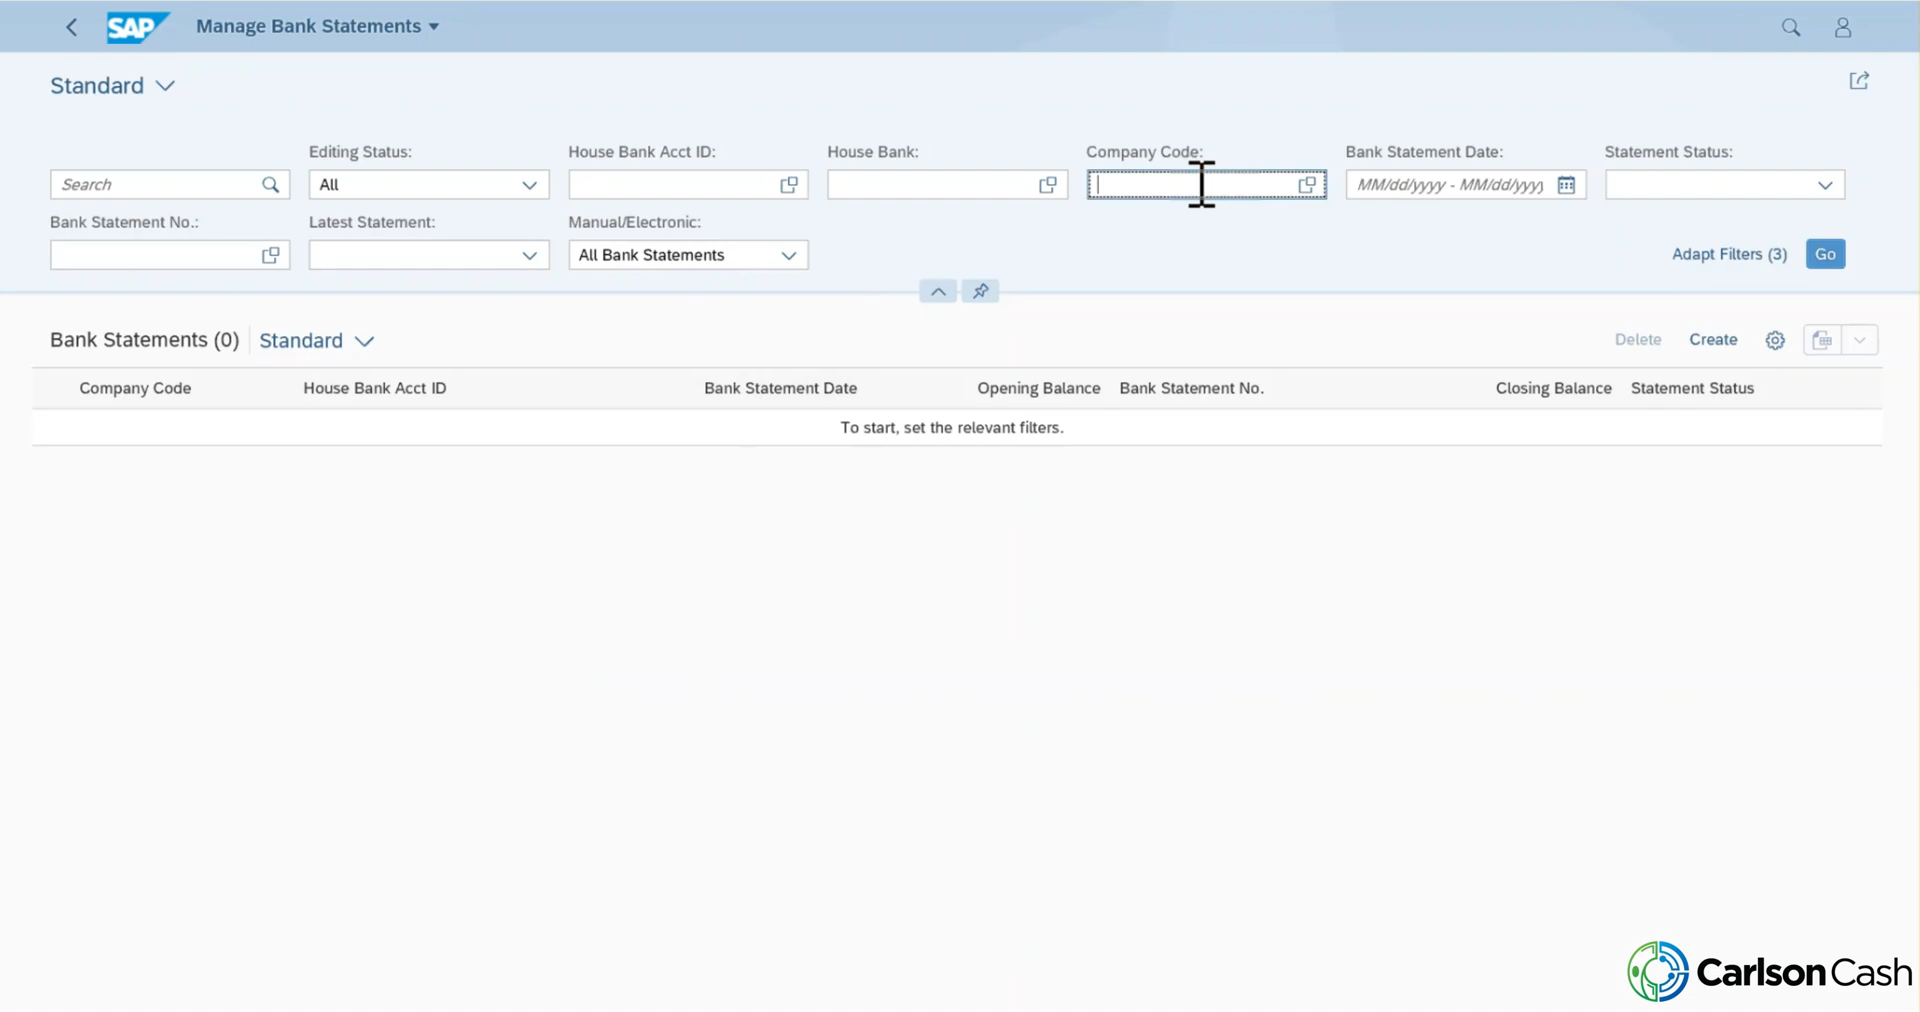 SAP Manage Bank Statements
Standard
Editing Status: House Bank Acct ID: House Bank: Company Code: Bank Statement Date: Statement Status:
Search All MM/dd/yyyy - MM/dd/yyyy
Bank Statement No.: Latest Statement: Manual/Electronic:
All Bank Statements Adapt Filters (3) Go
Bank Statements (0) Standard Delete Create
Company Code House Bank Acct ID Bank Statement Date Opening Balance Bank Statement No. Closing Balance Statement Status
To start, set the relevant filters.
Carlson Cash